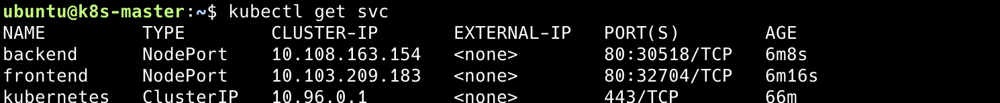 ubuntu@k8s-master:~$ kubectl get svc
NAME TYPE CLUSTER-IP EXTERNAL-IP PORT(S) AGE
backend NodePort 10.108.163.154 <none> 80:30518/TCP 6m8s
frontend NodePort 10.103.209.183 <none> 80:32704/TCP 6m16s
kubernetes ClusterIP 10.96.0.1 <none> 443/TCP 66m